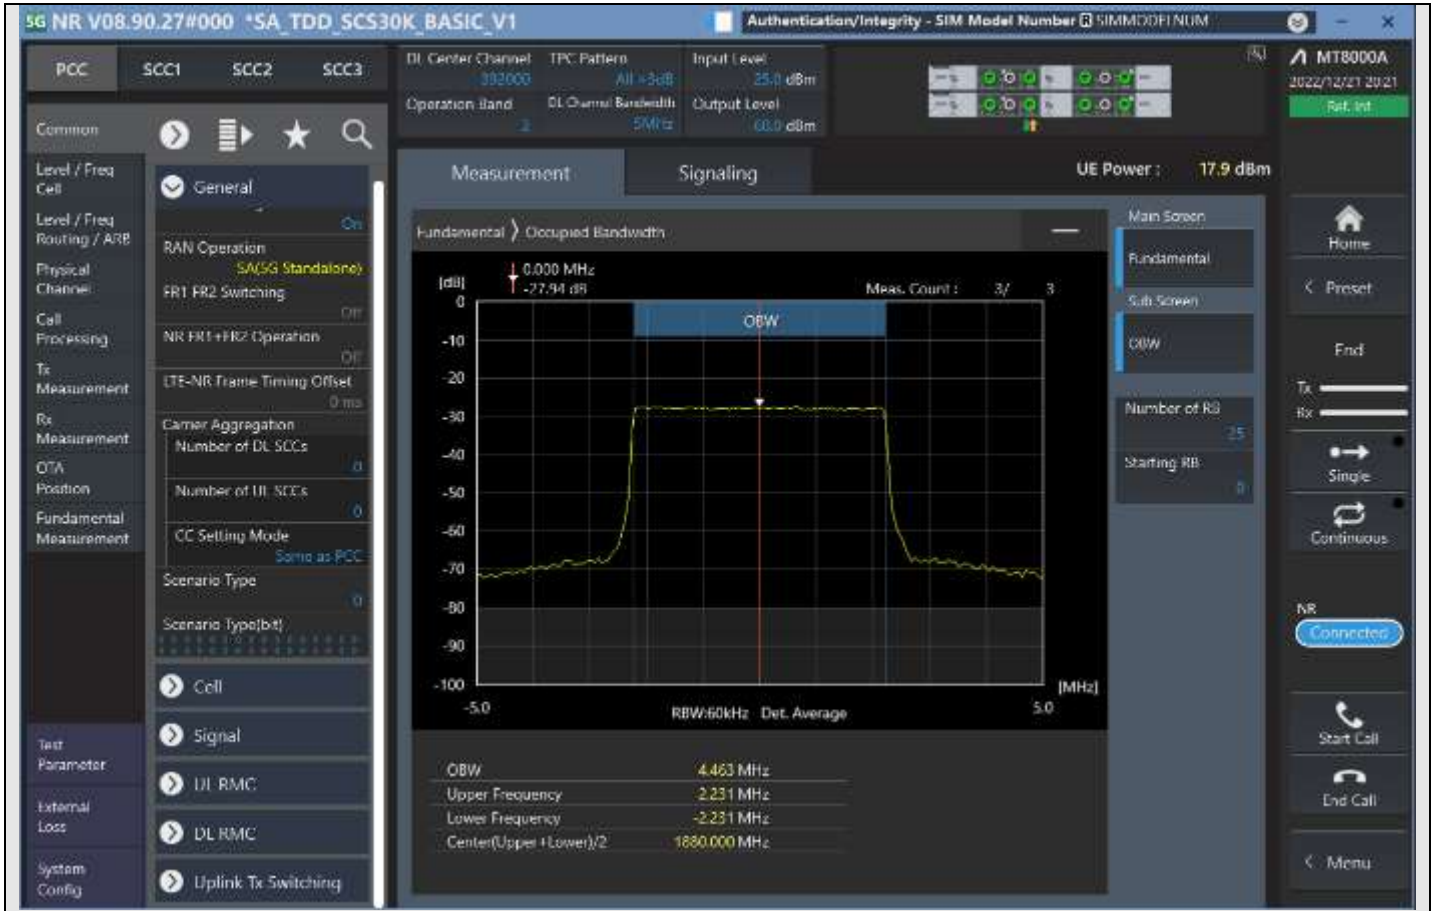 5G NR V08.90.27#000 *SA_TDD_SCS30K_BASIC_V1
Authentication/Integrity - SIM Model Number R SIMMODELNUM
PCC SCC1 SCC2 SCC3
DL Center Channel
392000
TPC Pattern
All +3dB
Input Level
25.0 dBm
Operation Band
2
DL Channel Bandwidth
5MHz
Output Level
-60.0 dBm
MT8000A
2022/12/21 20:21
Ref. Int
Common
Level / Freq
Cell
Level / Freq
Routing / ARB
Physical
Channel
Call
Processing
Tx
Measurement
Rx
Measurement
OTA
Position
Fundamental
Measurement
Test
Parameter
External
Loss
System
Config
General
On
RAN Operation
SA(5G Standalone)
FR1 FR2 Switching
Off
NR FR1+FR2 Operation
Off
LTE-NR Frame Timing Offset
0 ms
Carrier Aggregation
Number of DL SCCs
0
Number of UL SCCs
0
CC Setting Mode
Same as PCC
Scenario Type
0
Scenario Type(bit)
Cell
Signal
UL RMC
DL RMC
Uplink Tx Switching
Measurement
Signaling
UE Power : 17.9 dBm
Fundamental Occupied Bandwidth
0.000 MHz
-27.94 dB
Meas. Count : 3/ 3
[dB]
0
-10
-20
-30
-40
-50
-60
-70
-80
-90
-100
OBW
-5.0
RBW:60kHz Det. Average
5.0
[MHz]
OBW 4.463 MHz
Upper Frequency 2.231 MHz
Lower Frequency -2.231 MHz
Center(Upper+Lower)/2 1880.000 MHz
Main Screen
Fundamental
Sub Screen
OBW
Number of RB
25
Starting RB
0
Home
< Preset
End
Tx
Rx
Single
Continuous
NR
Connected
Start Call
End Call
< Menu